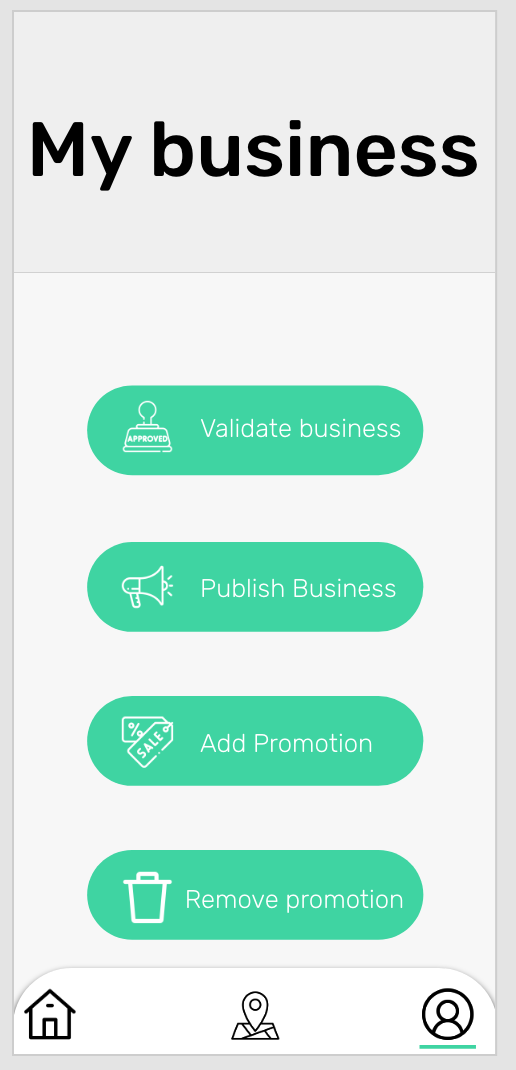 My business
APPROVED
Validate business
Publish Business
%
SALE
Add Promotion
Remove promotion